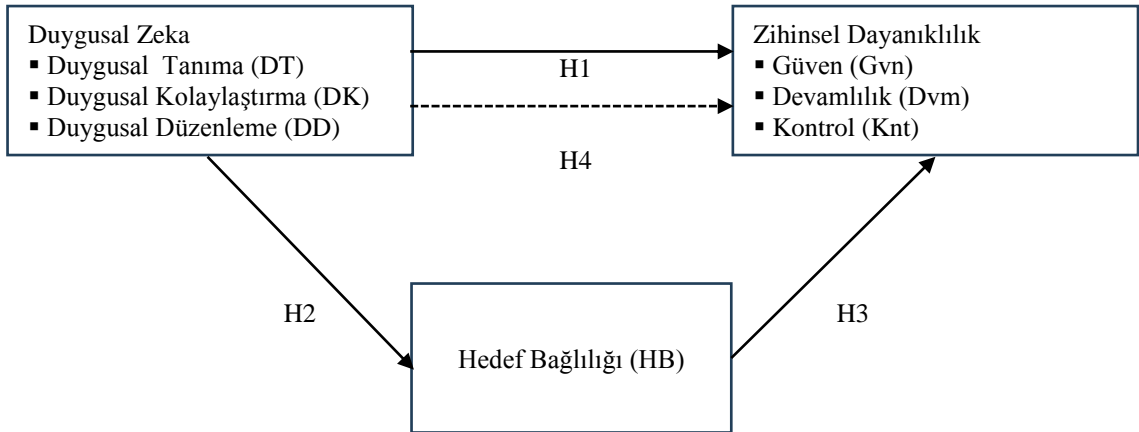 Duygusal Zeka
▪ Duygusal Tanıma (DT)
▪ Duygusal Kolaylaştırma (DK)
▪ Duygusal Düzenleme (DD)
H1
H4
Zihinsel Dayanıklılık
▪ Güven (Gvn)
▪ Devamlılık (Dvm)
▪ Kontrol (Knt)
H2
H3
Hedef Bağlılığı (HB)